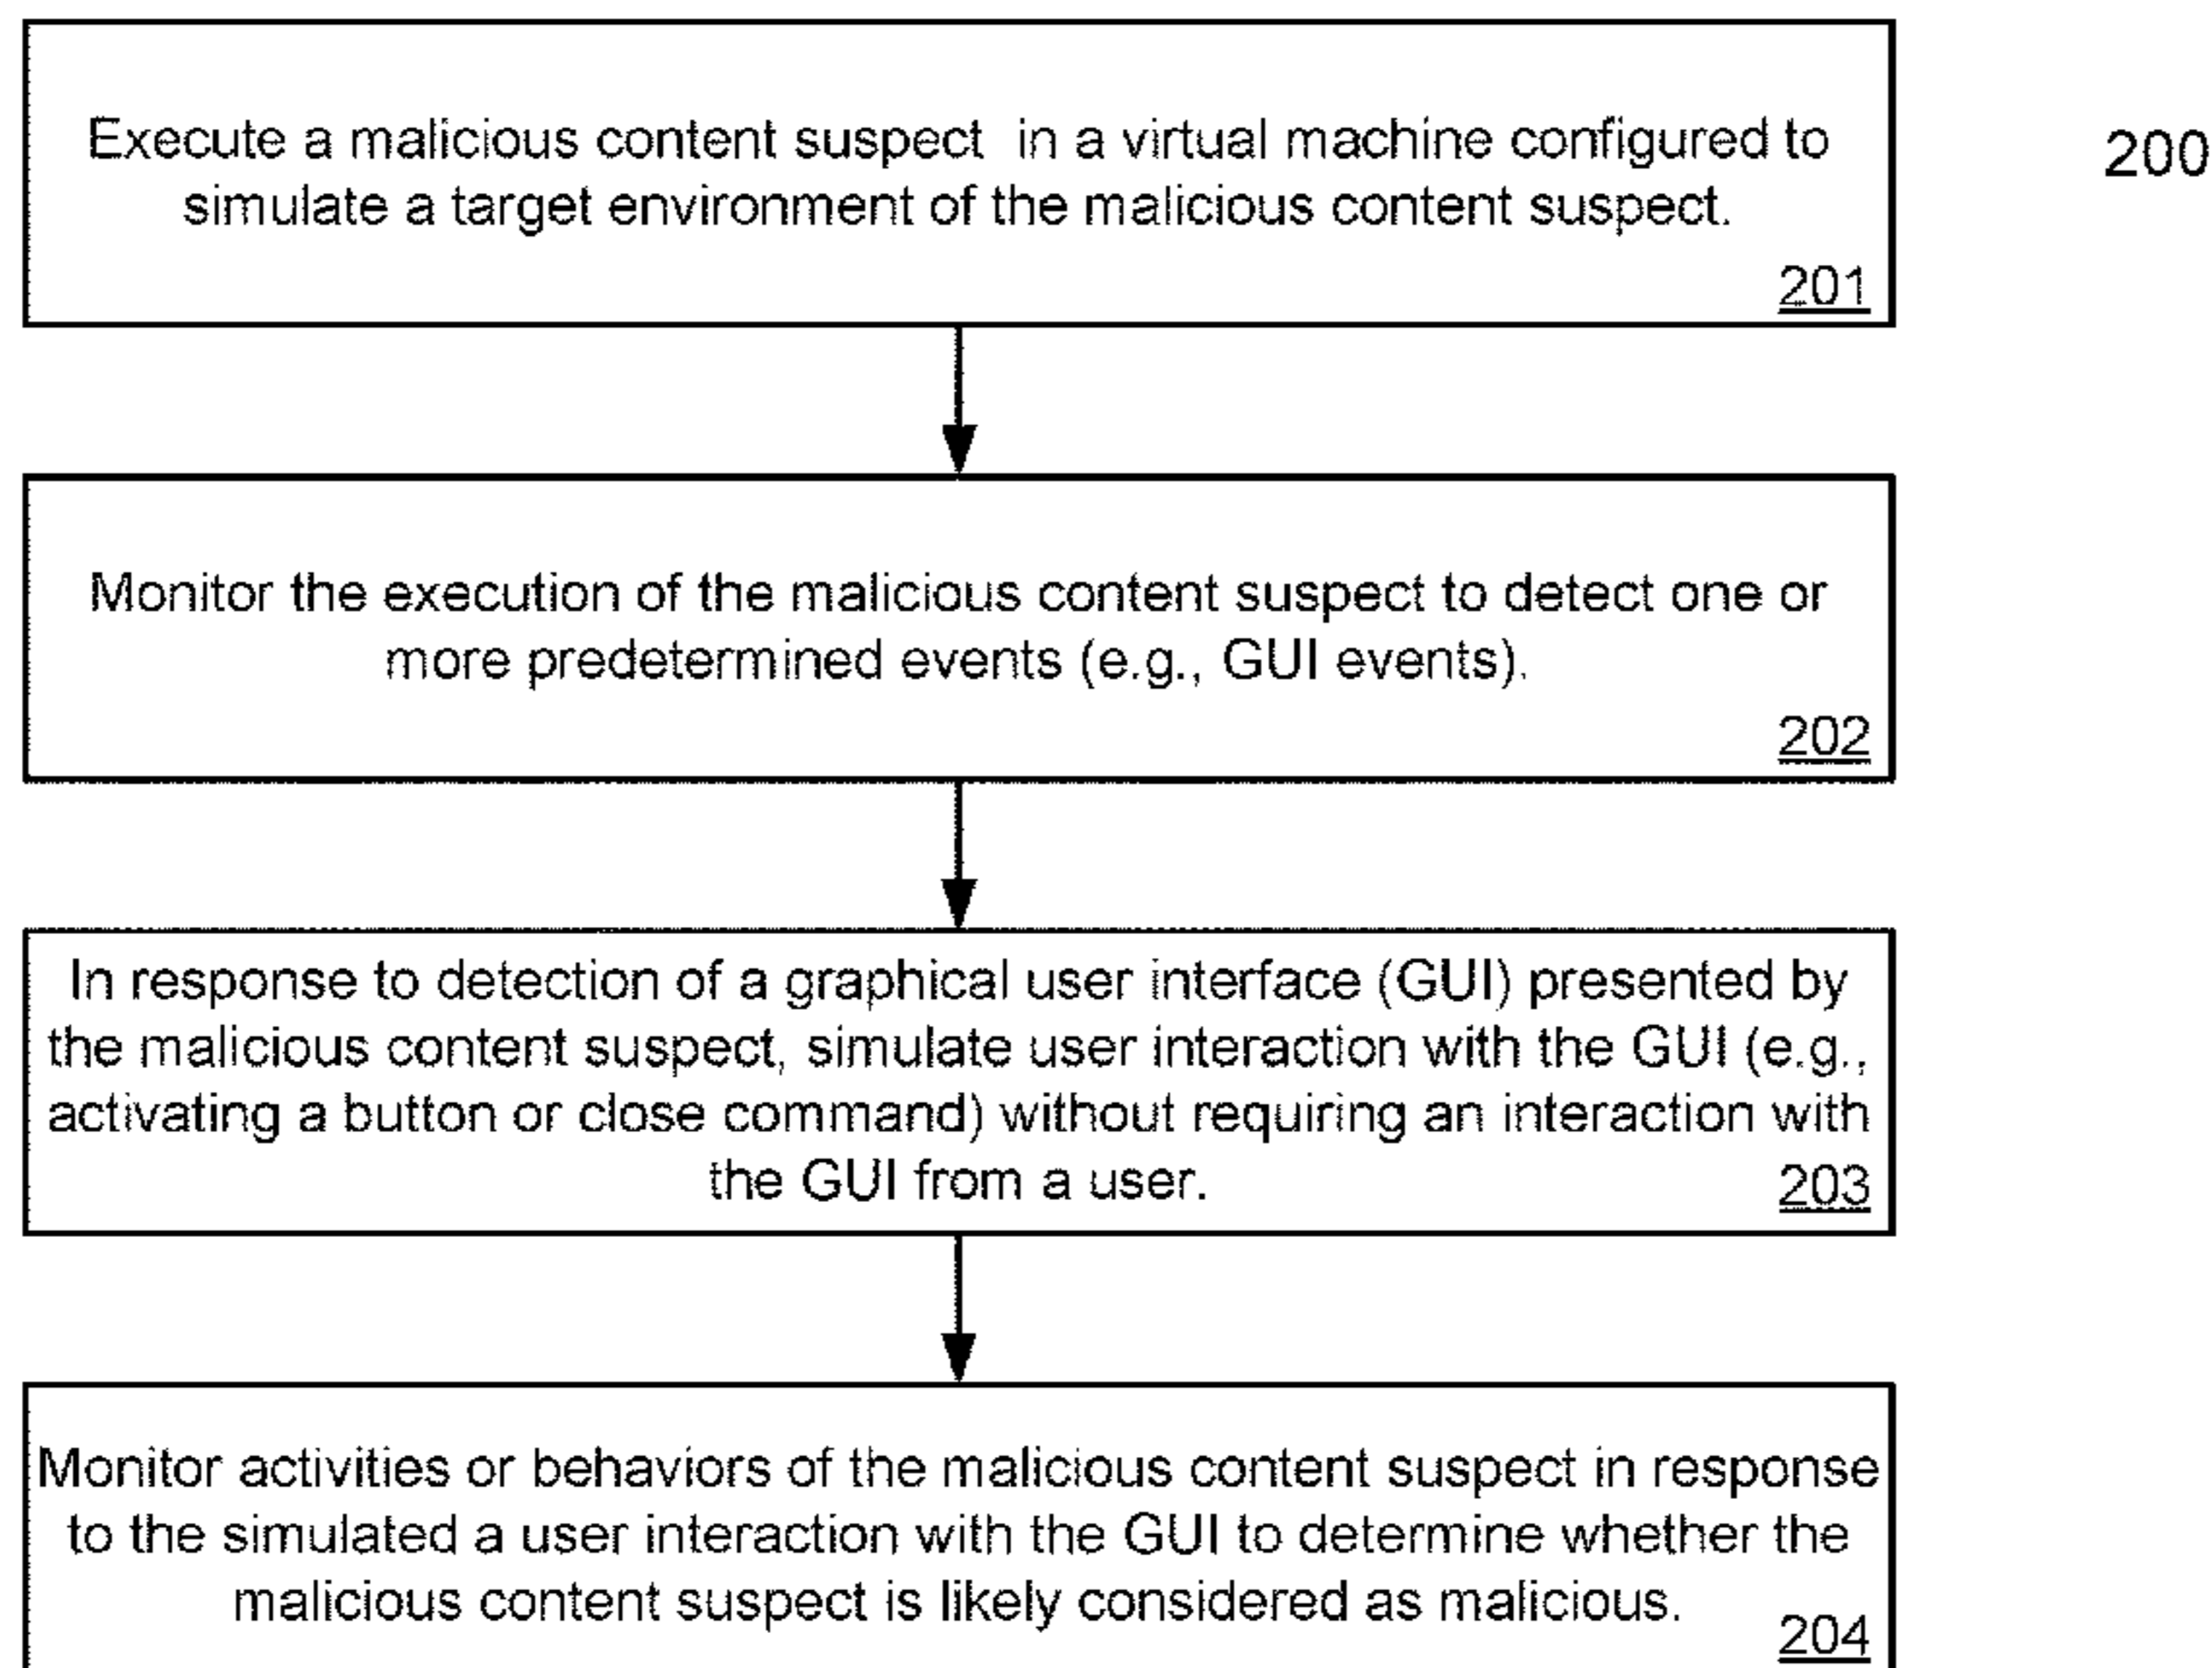 Execute a malicious content suspect in a virtual machine configured to
simulate a target environment of the malicious content suspect.
201
200
Monitor the execution of the malicious content suspect to detect one or
more predetermined events (e.g., GUI events).
202
In response to detection of a graphical user interface (GUI) presented by
the malicious content suspect, simulate user interaction with the GUI (e.g.,
activating a button or close command) without requiring an interaction with
the GUI from a user.
203
Monitor activities or behaviors of the malicious content suspect in response
to the simulated a user interaction with the GUI to determine whether the
malicious content suspect is likely considered as malicious.
204